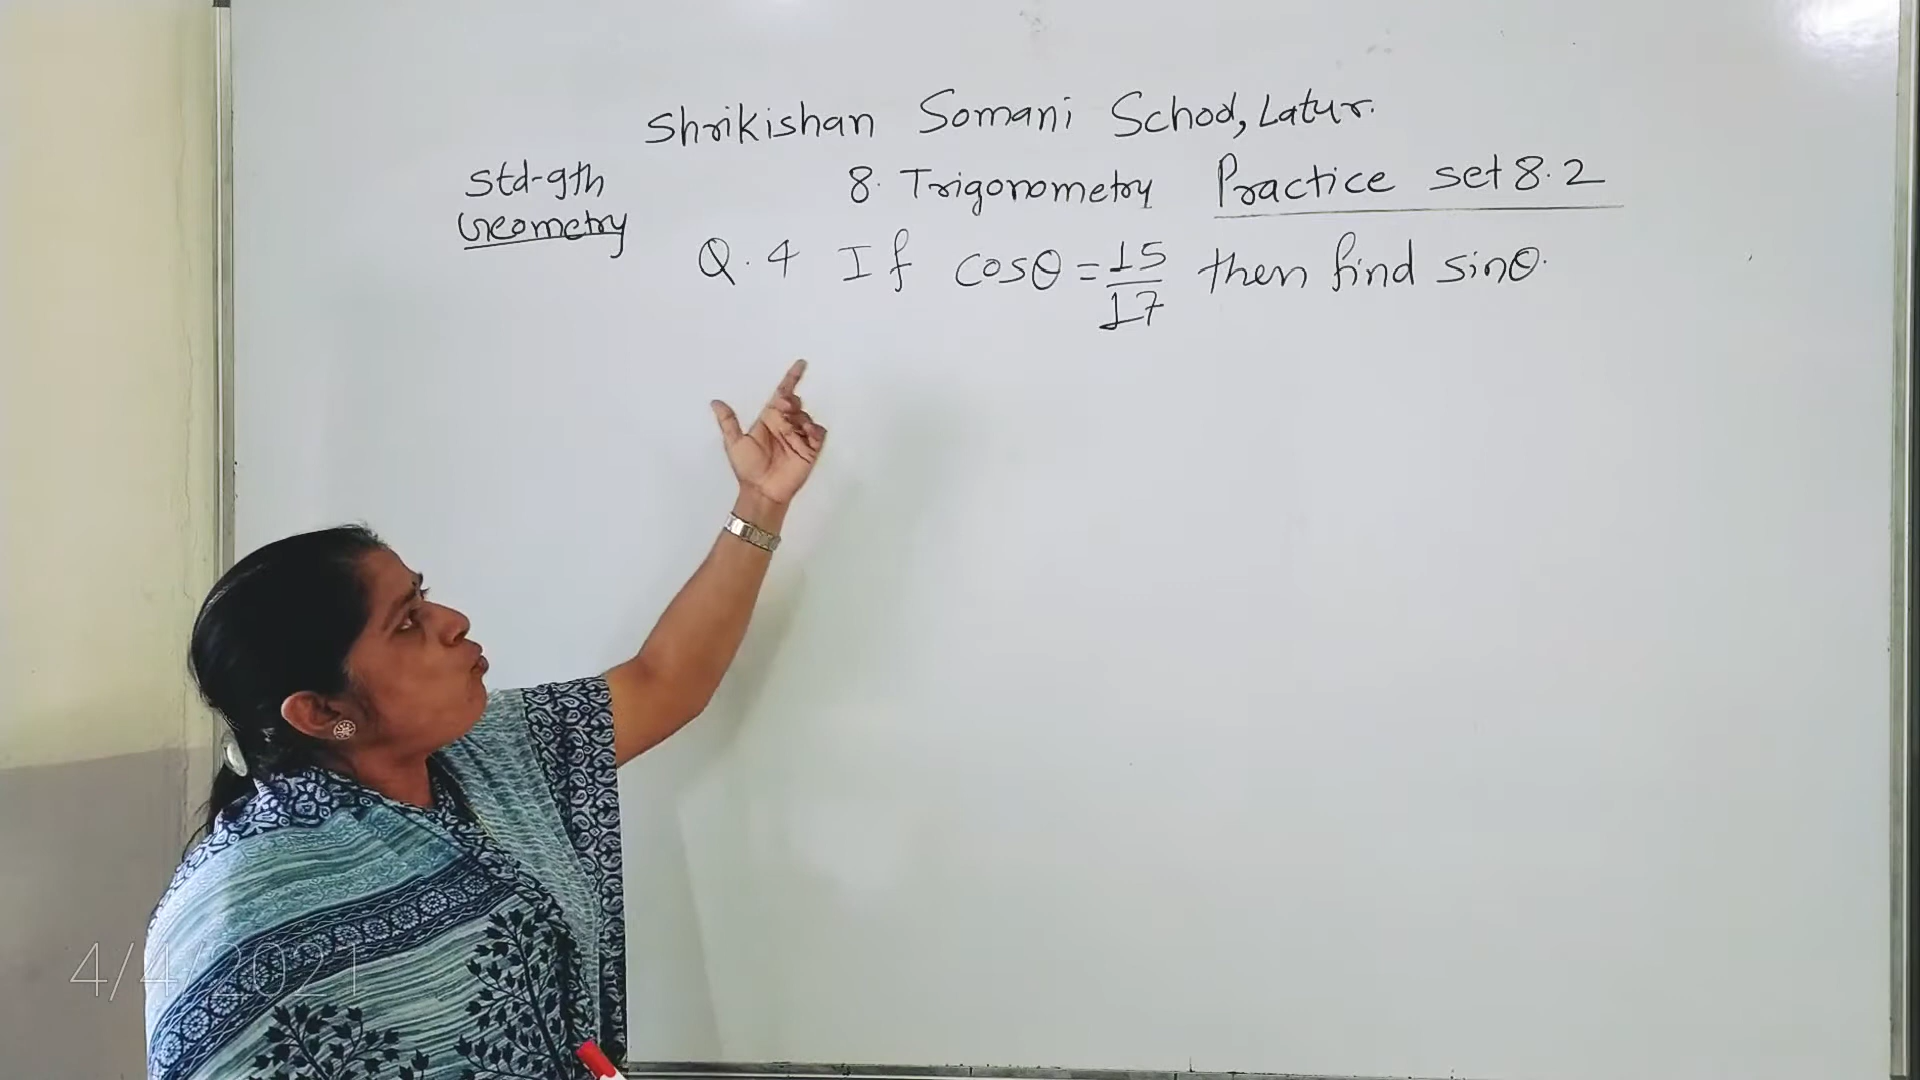 Shrikishan Somani School, Latur.
Std-9th
Geometry
8. Trigonometry Practice set 8.2
Q.4 If cosθ = 15/17 then find sinθ.
4/4/2021